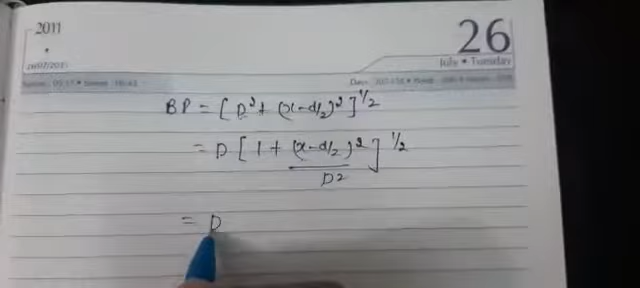 2011
26
July • Tuesday
BP = [D² + (x-d/2)²]^1/2
= D [1 + (x-d/2)²/D²]^1/2
= D